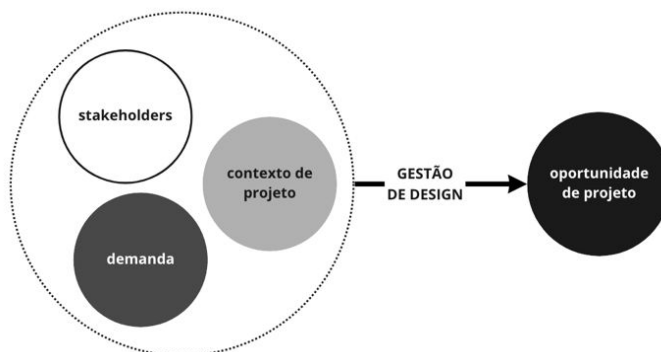 stakeholders
contexto de
projeto
demanda
GESTÃO
DE DESIGN
oportunidade
de projeto